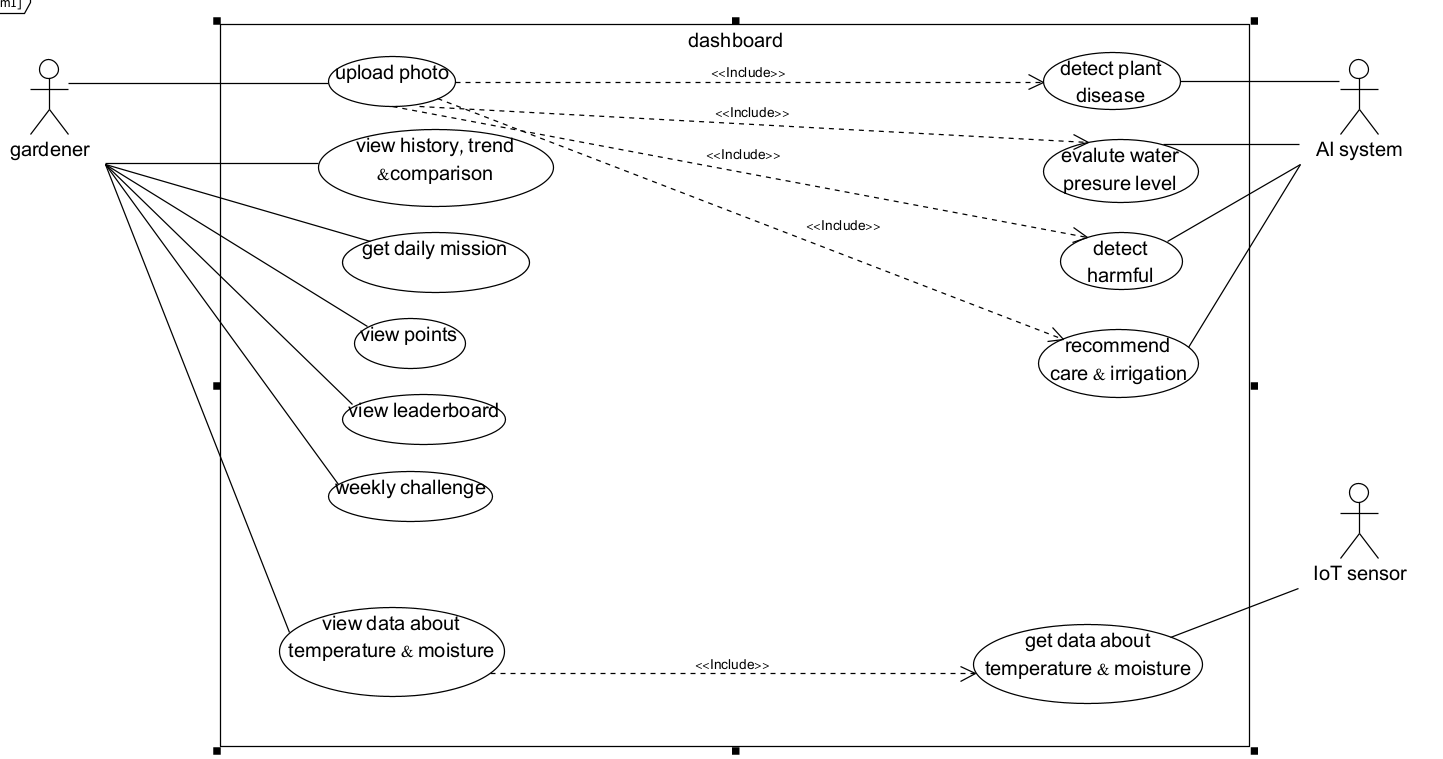 m1]
dashboard
upload photo
<<Include>>
detect plant
disease
<<Include>>
gardener
view history, trend
&comparison
<<Include>>
evalute water
presure level
AI system
<<Include>>
get daily mission
detect
harmful
view points
recommend
care & irrigation
view leaderboard
weekly challenge
IoT sensor
view data about
temperature & moisture
<<Include>>
get data about
temperature & moisture